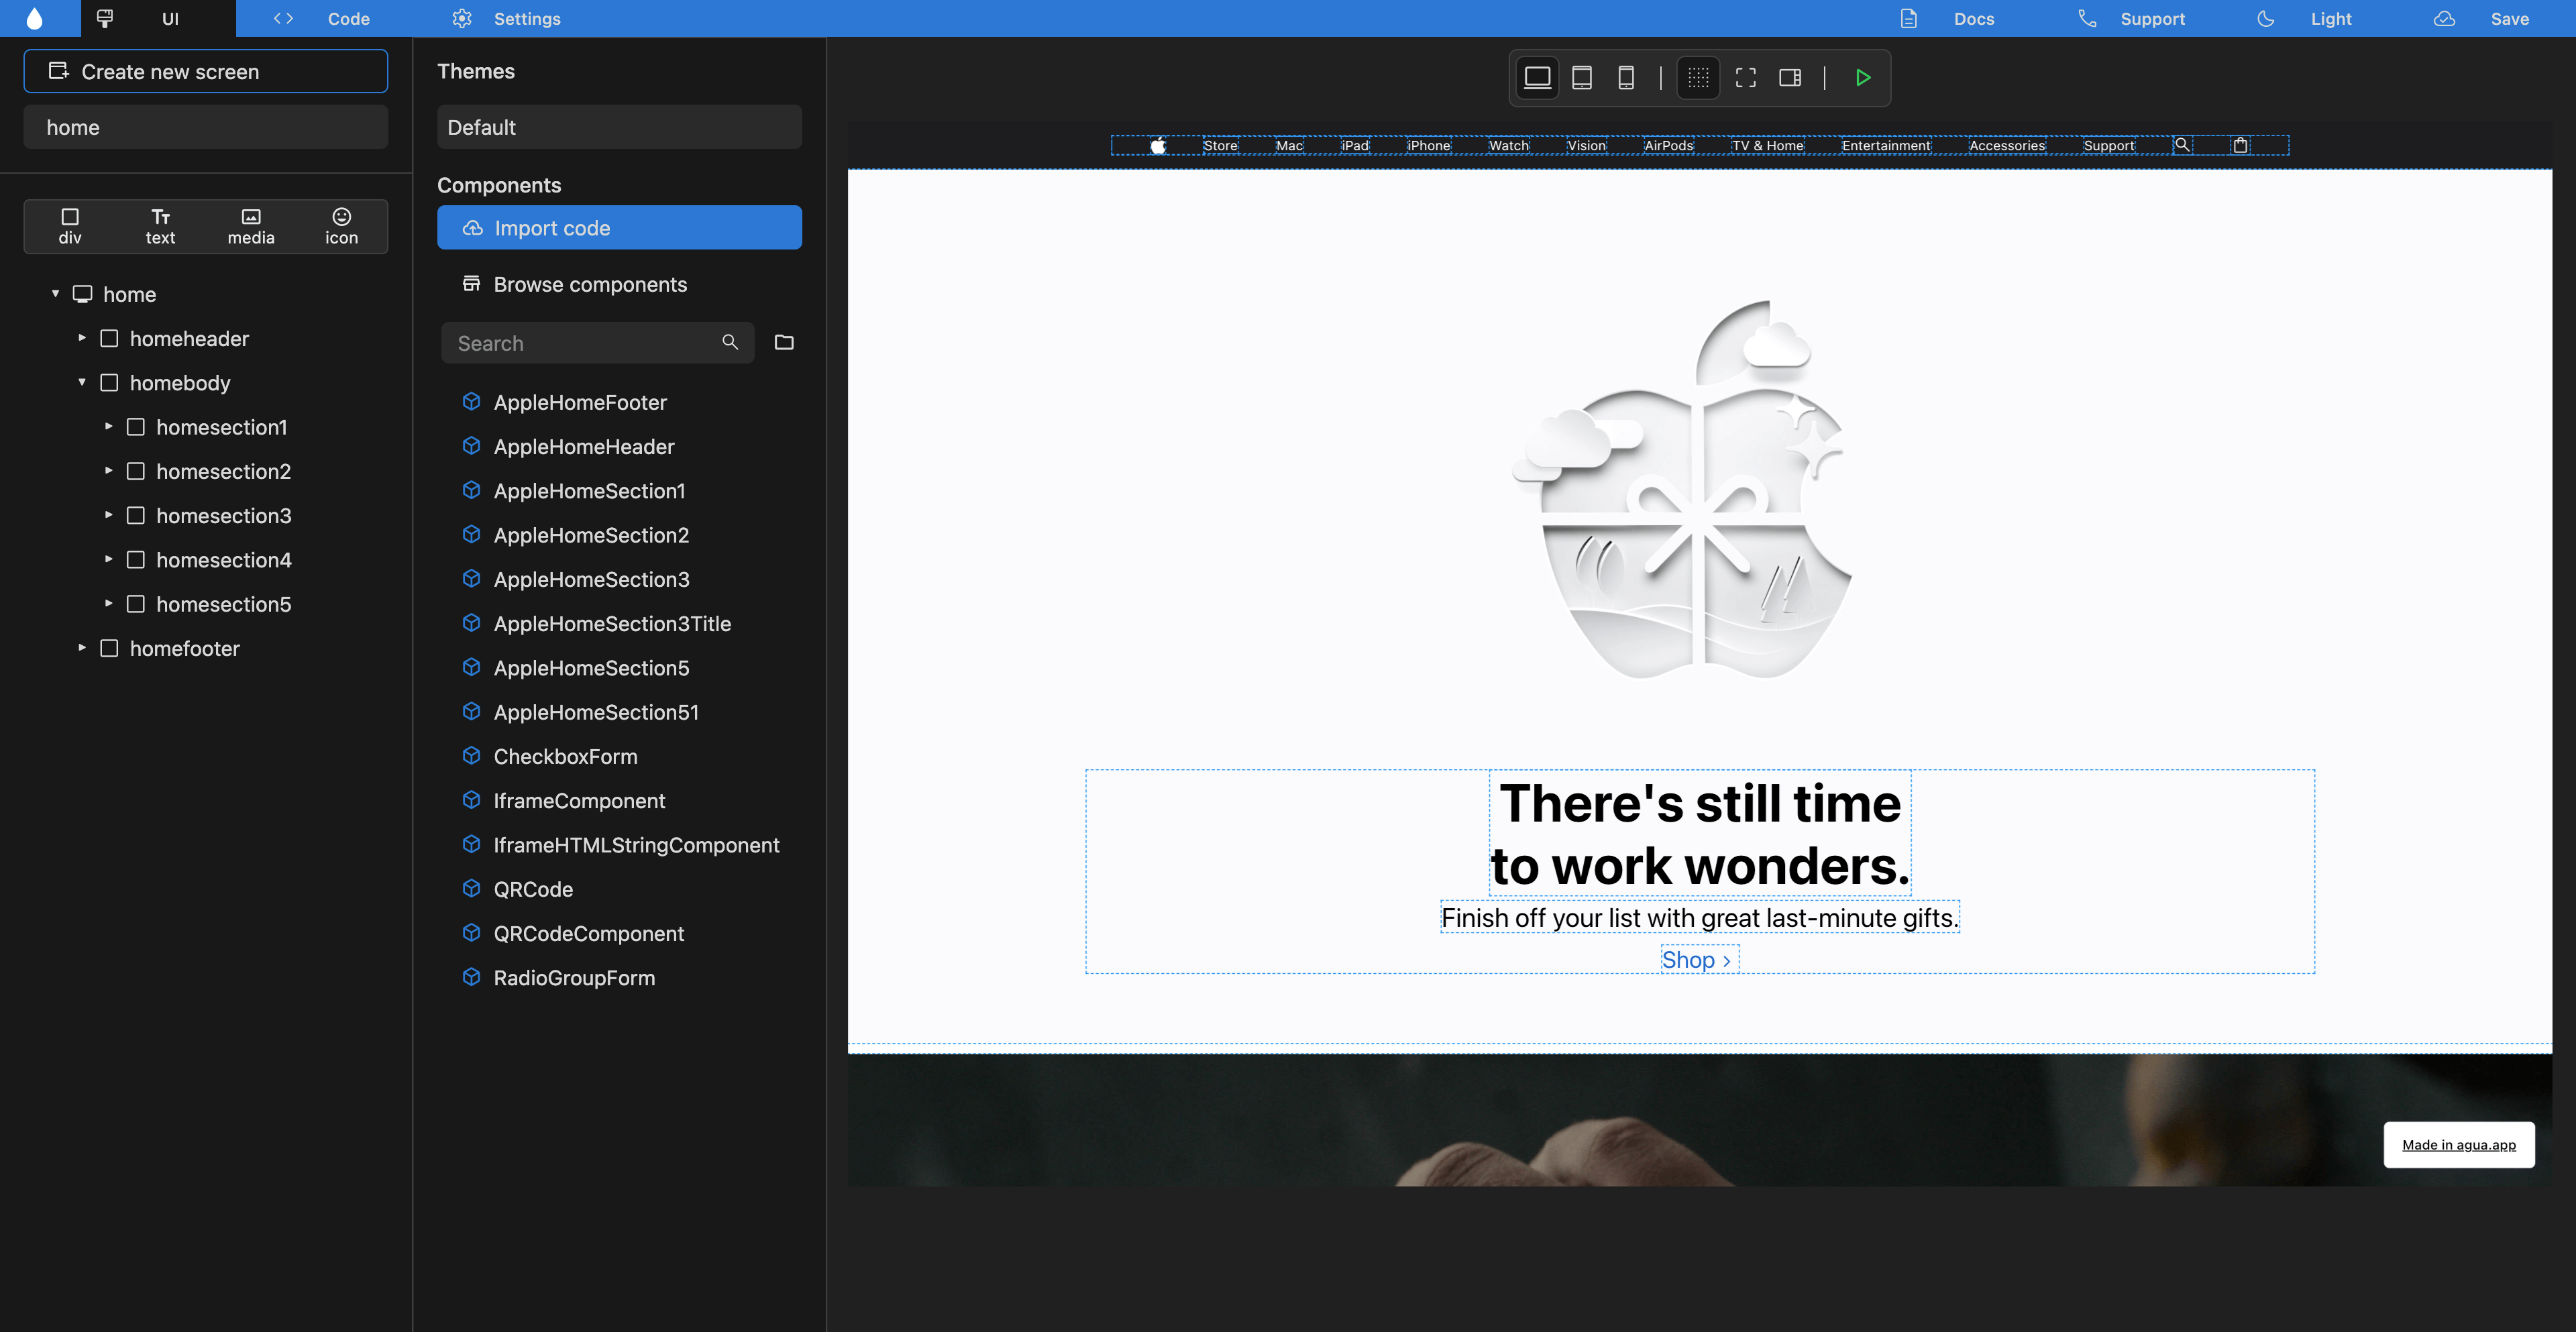 UI
Code
Settings
Docs
Support
Light
Save
Create new screen
home
div
text
media
icon
home
homeheader
homebody
homesection1
homesection2
homesection3
homesection4
homesection5
homefooter
Themes
Default
Components
Import code
Browse components
Search
AppleHomeFooter
AppleHomeHeader
AppleHomeSection1
AppleHomeSection2
AppleHomeSection3
AppleHomeSection3Title
AppleHomeSection5
AppleHomeSection51
CheckboxForm
IframeComponent
IframeHTMLStringComponent
QRCode
QRCodeComponent
RadioGroupForm
Store Mac iPad iPhone Watch Vision AirPods TV & Home Entertainment Accessories Support
There's still time
to work wonders.
Finish off your list with great last-minute gifts.
Shop >
Made in agua.app